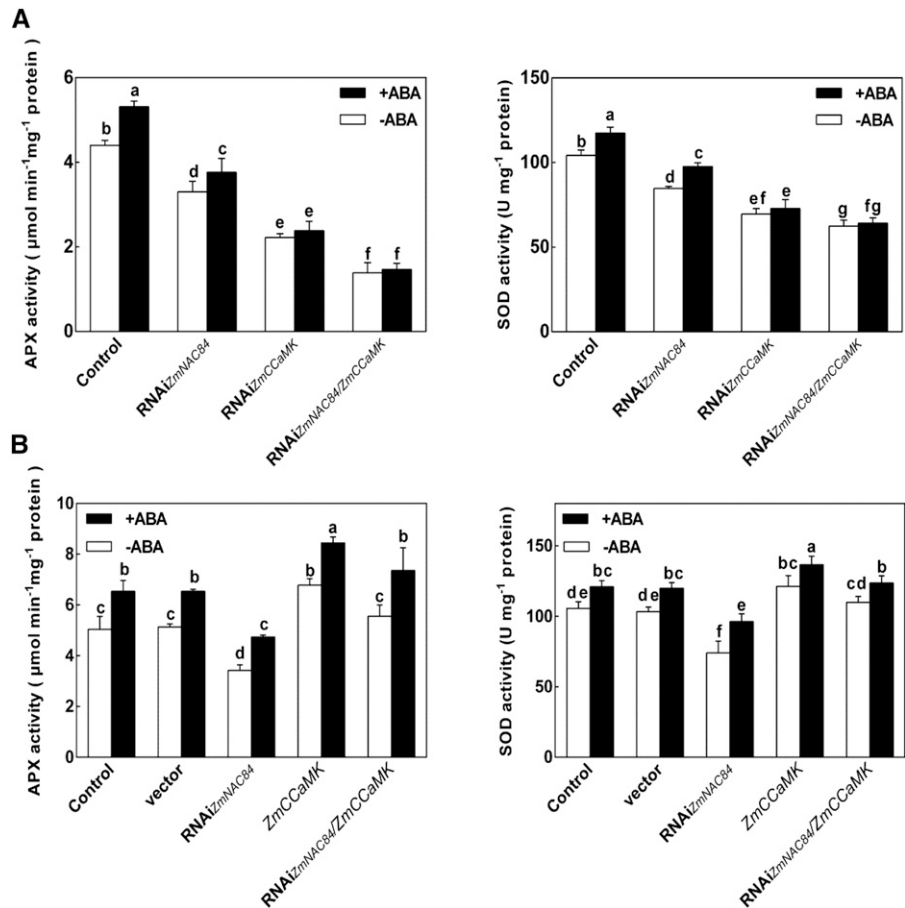 A
APX activity ( µmol min⁻¹mg⁻¹ protein )
6
4
2
0
+ABA
-ABA
b
a
d
c
e
e
f
f
Control
RNAiZmNAC84
RNAiZmCCaMK
RNAiZmNAC84/ZmCCaMK
SOD activity (U mg⁻¹ protein)
150
100
50
0
+ABA
-ABA
b
a
d
c
ef
e
g
fg
Control
RNAiZmNAC84
RNAiZmCCaMK
RNAiZmNAC84/ZmCCaMK
B
APX activity ( µmol min⁻¹mg⁻¹ protein )
10
8
6
4
2
0
+ABA
-ABA
c
b
c
b
d
c
b
a
c
b
Control
vector
RNAiZmNAC84
ZmCCaMK
RNAiZmNAC84/ZmCCaMK
SOD activity (U mg⁻¹ protein)
150
100
50
0
+ABA
-ABA
de
bc
de
bc
f
e
bc
a
cd
b
Control
vector
RNAiZmNAC84
ZmCCaMK
RNAiZmNAC84/ZmCCaMK